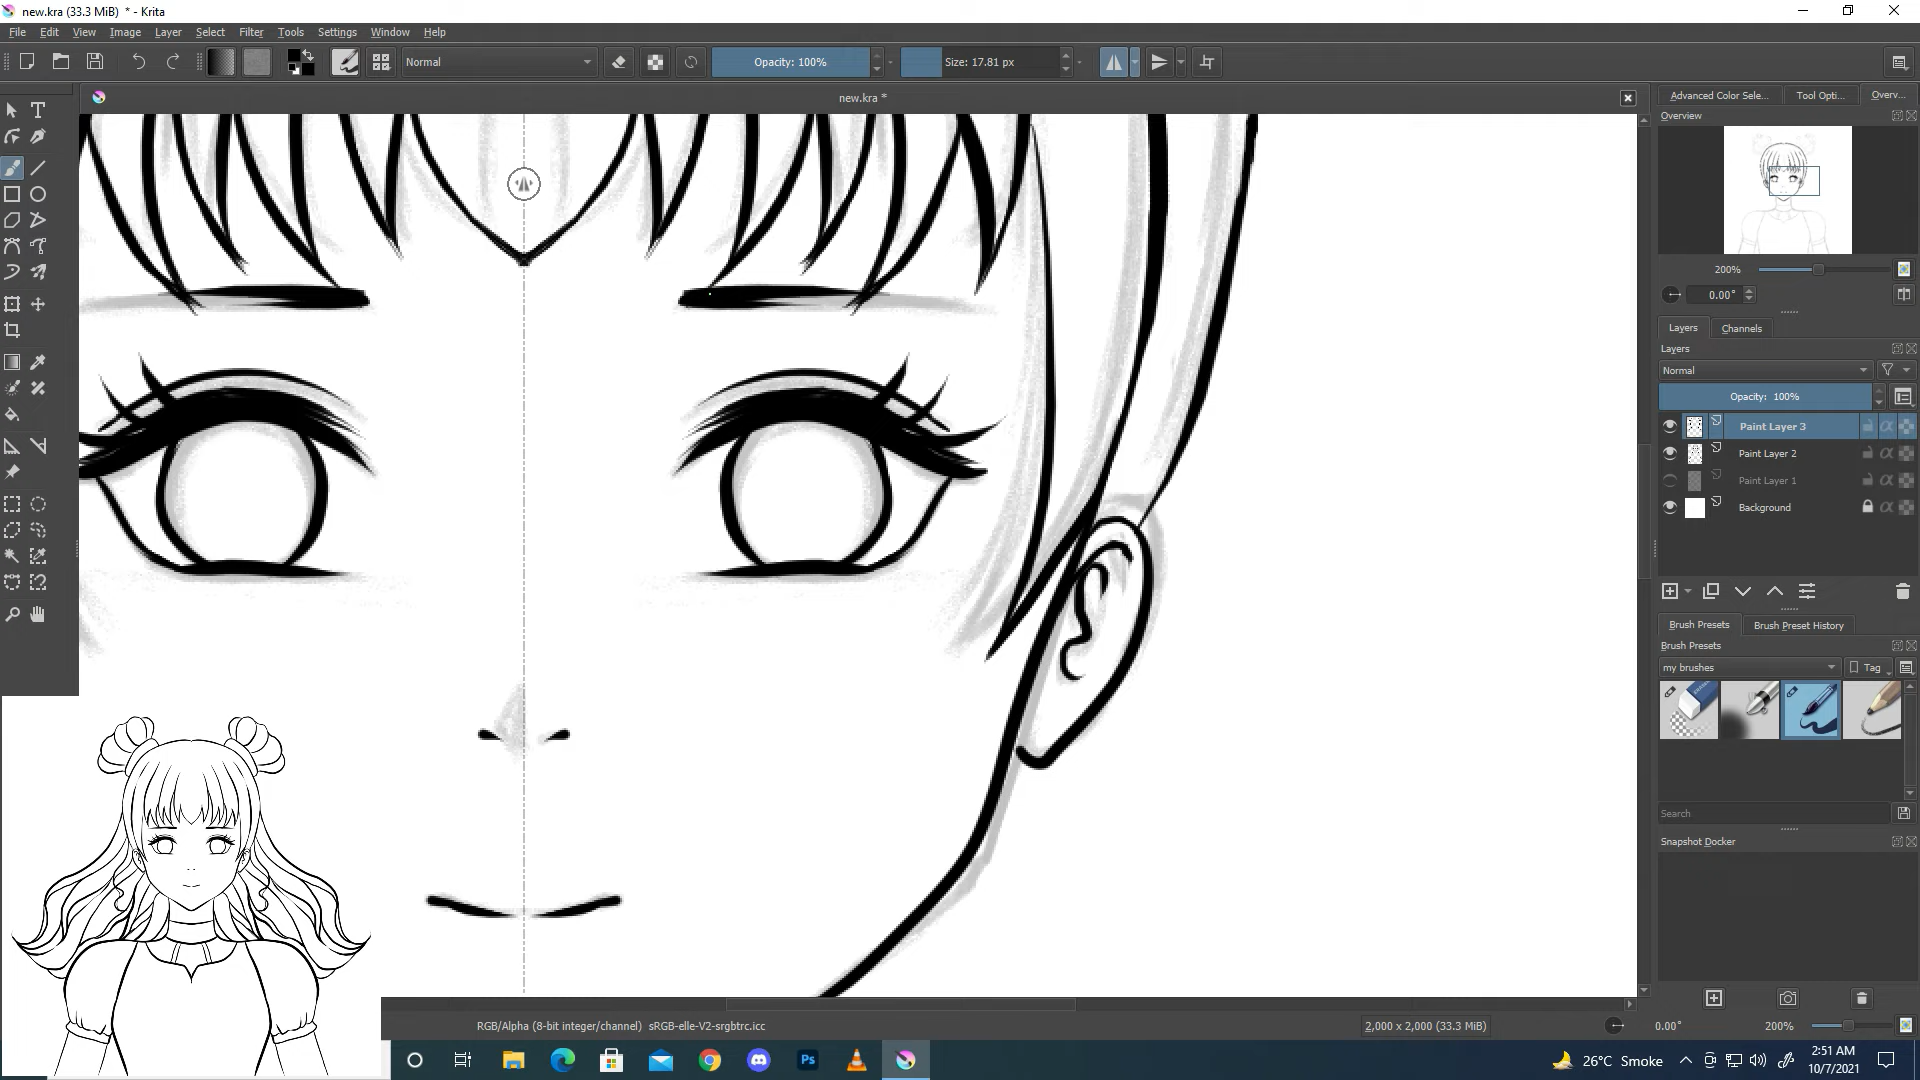 new.kra (33.3 MiB) * - Krita
File Edit View Image Layer Select Filter Tools Settings Window Help
Normal
Opacity: 100%
Size: 17.81 px
new.kra *
Advanced Color Sele...
Tool Opti...
Overv...
Overview
200%
0.00°
Layers
Channels
Layers
Normal
Opacity: 100%
Paint Layer 3
Paint Layer 2
Paint Layer 1
Background
Brush Presets
Brush Preset History
Brush Presets
my brushes
Tag
Search
Snapshot Docker
RGB/Alpha (8-bit integer/channel) sRGB-elle-V2-srgbtrc.icc
2,000 x 2,000 (33.3 MiB)
0.00°
200%
Ps
26°C Smoke
2:51 AM
10/7/2021